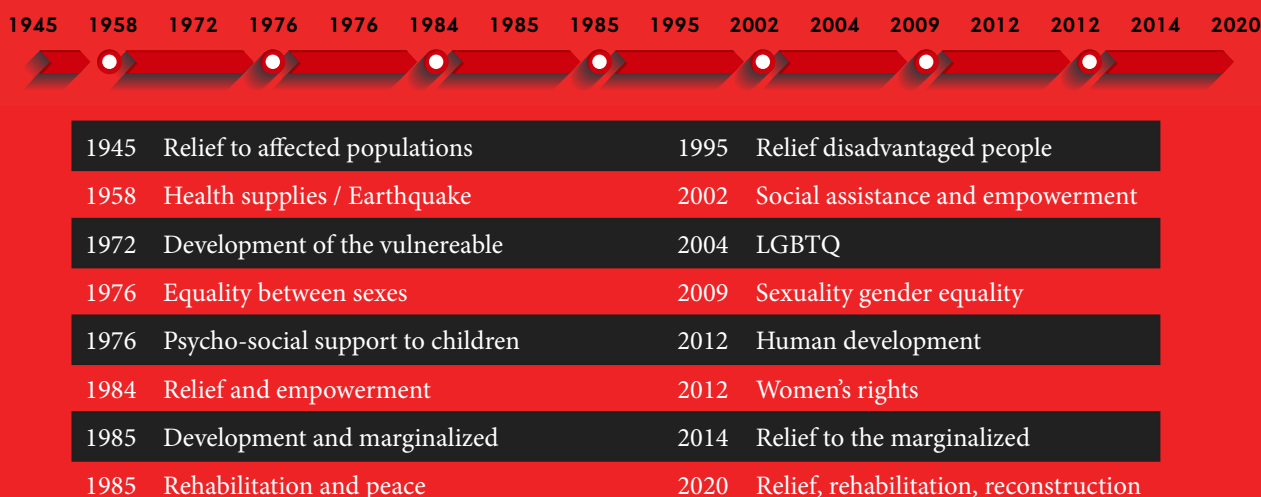 1945 1958 1972 1976 1976 1984 1985 1985 1995 2002 2004 2009 2012 2012 2014 2020
1945 Relief to affected populations
1958 Health supplies / Earthquake
1972 Development of the vulnereable
1976 Equality between sexes
1976 Psycho-social support to children
1984 Relief and empowerment
1985 Development and marginalized
1985 Rehabilitation and peace
1995 Relief disadvantaged people
2002 Social assistance and empowerment
2004 LGBTQ
2009 Sexuality gender equality
2012 Human development
2012 Women’s rights
2014 Relief to the marginalized
2020 Relief, rehabilitation, reconstruction